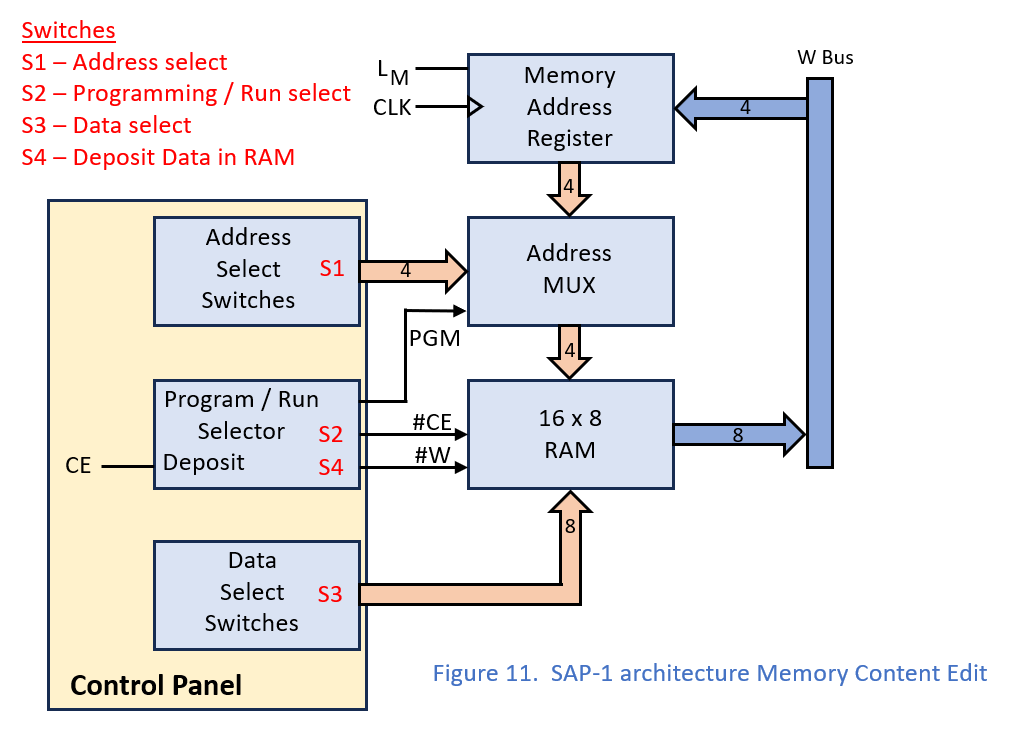 Switches
S1 – Address select
S2 – Programming / Run select
S3 – Data select
S4 – Deposit Data in RAM
LM
CLK
Memory
Address
Register
4
W Bus
4
Address
Select S1
Switches
4
Address
MUX
PGM
4
Program / Run
Selector S2
Deposit S4
CE
#CE
#W
16 x 8
RAM
8
8
Data
Select S3
Switches
Control Panel
Figure 11. SAP-1 architecture Memory Content Edit